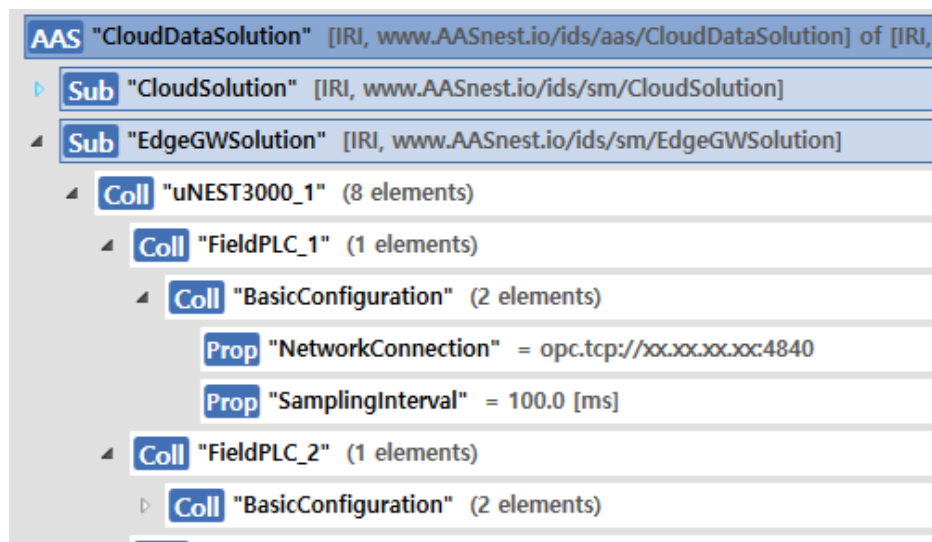 AAS "CloudDataSolution" [IRI, www.AASnest.io/ids/aas/CloudDataSolution] of [IRI,
Sub "CloudSolution" [IRI, www.AASnest.io/ids/sm/CloudSolution]
Sub "EdgeGWSolution" [IRI, www.AASnest.io/ids/sm/EdgeGWSolution]
Coll "uNEST3000_1" (8 elements)
Coll "FieldPLC_1" (1 elements)
Coll "BasicConfiguration" (2 elements)
Prop "NetworkConnection" = opc.tcp://xx.xx.xx.xx:4840
Prop "SamplingInterval" = 100.0 [ms]
Coll "FieldPLC_2" (1 elements)
Coll "BasicConfiguration" (2 elements)